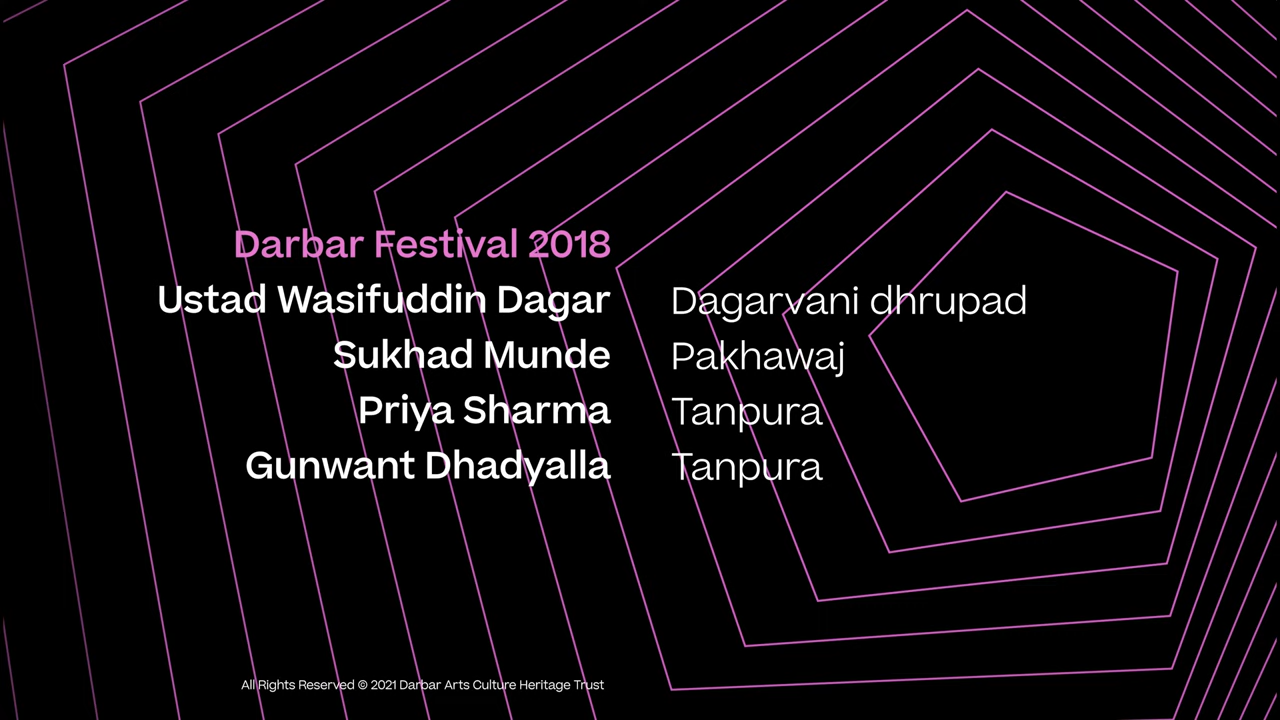 Darbar Festival 2018
Ustad Wasifuddin Dagar Dagarvani dhrupad
Sukhad Munde Pakhawaj
Priya Sharma Tanpura
Gunwant Dhadyalla Tanpura
All Rights Reserved © 2021 Darbar Arts Culture Heritage Trust